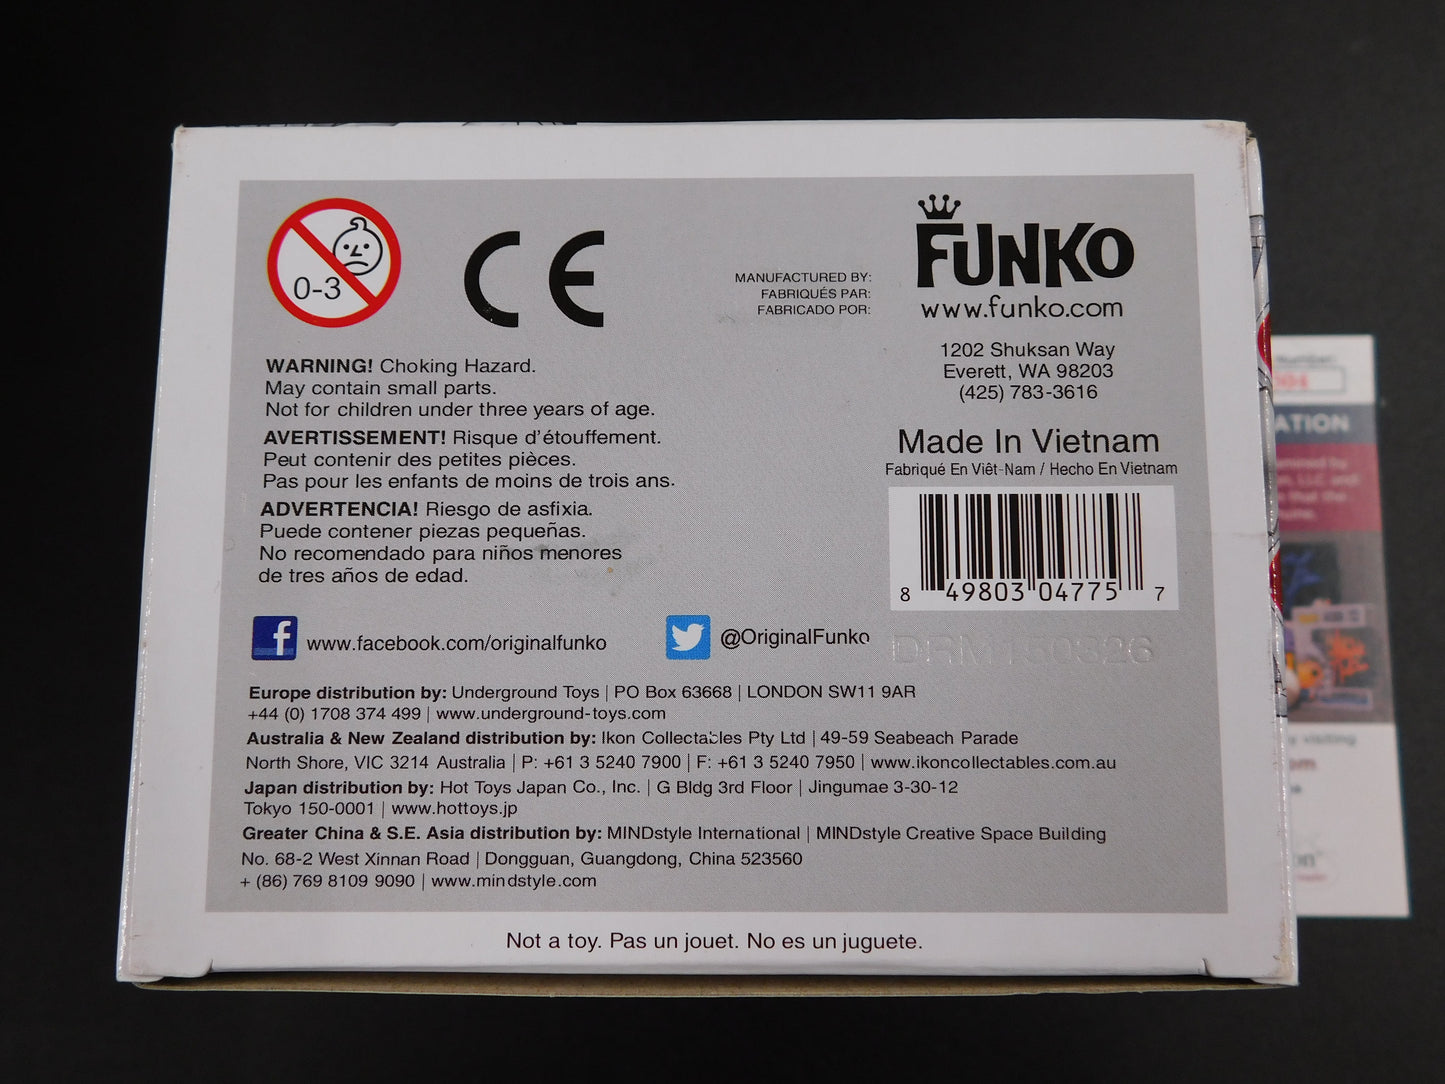 0-3
CE
WARNING! Choking Hazard.
May contain small parts.
Not for children under three years of age.
AVERTISSEMENT! Risque d'étouffement.
Peut contenir des petites pièces.
Pas pour les enfants de moins de trois ans.
ADVERTENCIA! Riesgo de asfixia.
Puede contener piezas pequeñas.
No recomendado para niños menores
de tres años de edad.
MANUFACTURED BY:
FABRIQUÉS PAR:
FABRICADO POR:
FUNKO
www.funko.com
1202 Shuksan Way
Everett, WA 98203
(425) 783-3616
Made In Vietnam
Fabriqué En Viêt-Nam / Hecho En Vietnam
8 49803 04775 7
DRM150326
f www.facebook.com/originalfunko
@OriginalFunko
Europe distribution by: Underground Toys | PO Box 63668 | LONDON SW11 9AR
+44 (0) 1708 374 499 | www.underground-toys.com
Australia & New Zealand distribution by: Ikon Collectables Pty Ltd | 49-59 Seabeach Parade
North Shore, VIC 3214 Australia | P: +61 3 5240 7900 | F: +61 3 5240 7950 | www.ikoncollectables.com.au
Japan distribution by: Hot Toys Japan Co., Inc. | G Bldg 3rd Floor | Jingumae 3-30-12
Tokyo 150-0001 | www.hottoys.jp
Greater China & S.E. Asia distribution by: MINDstyle International | MINDstyle Creative Space Building
No. 68-2 West Xinnan Road | Dongguan, Guangdong, China 523560
+ (86) 769 8109 9090 | www.mindstyle.com
Not a toy. Pas un jouet. No es un juguete.
ATION
LLC and
that the
visiting